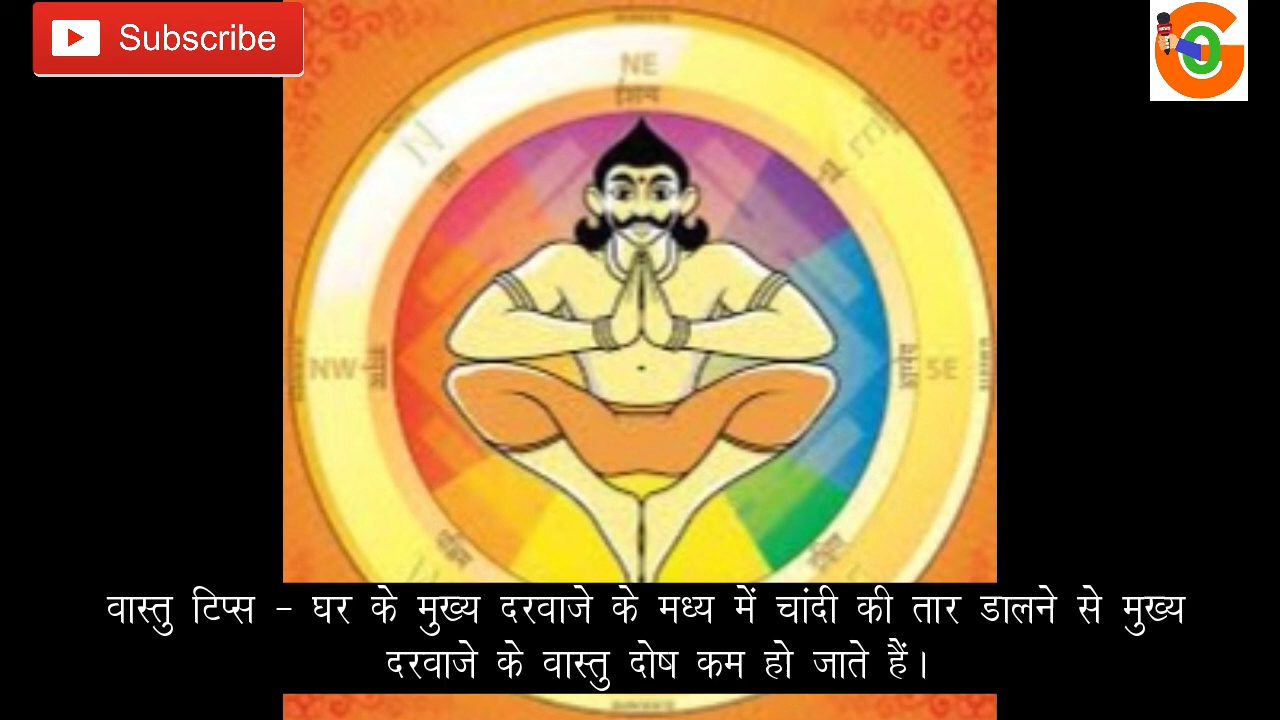 Subscribe
NE
N
NW
SE
वास्तु टिप्स - घर के मुख्य दरवाजे के मध्य में चांदी की तार डालने से मुख्य
दरवाजे के वास्तु दोष कम हो जाते हैं।